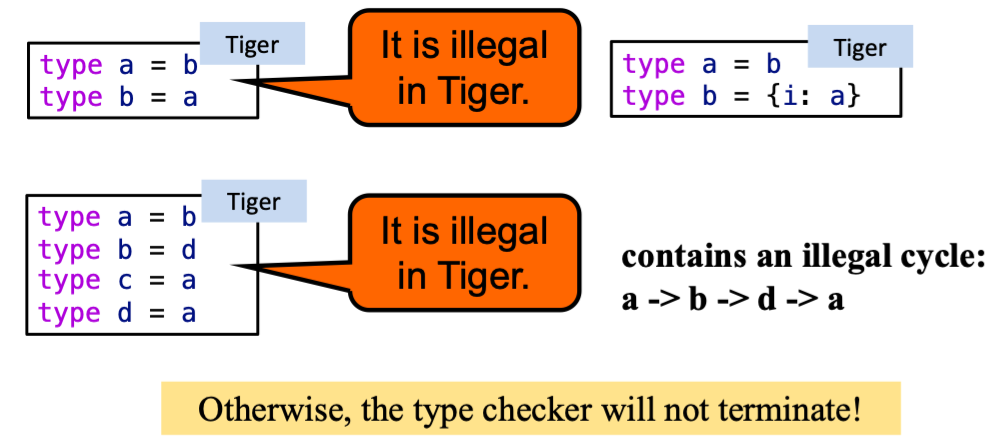 Tiger
type a = b
type b = a
It is illegal
in Tiger.
Tiger
type a = b
type b = {i: a}
Tiger
type a = b
type b = d
type c = a
type d = a
It is illegal
in Tiger.
contains an illegal cycle:
a -> b -> d -> a
Otherwise, the type checker will not terminate!